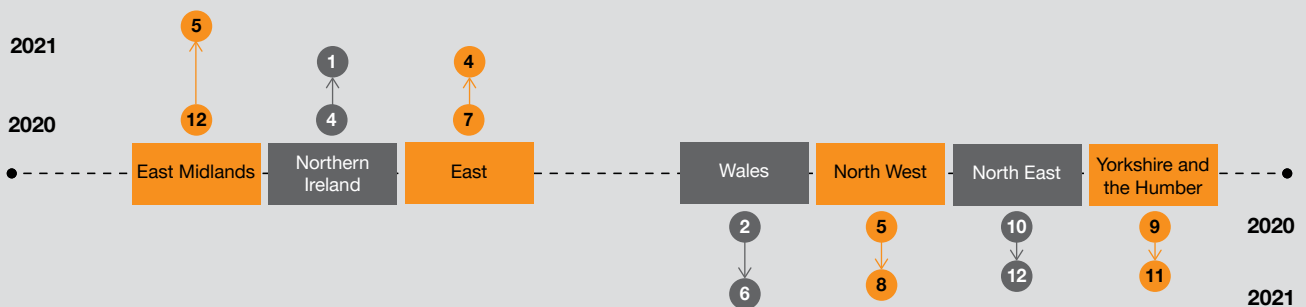 2021
5
1
4
2020
12
4
7
East Midlands
Northern
Ireland
East
Wales
North West
North East
Yorkshire and
the Humber
2
5
10
9
2020
6
8
12
11
2021